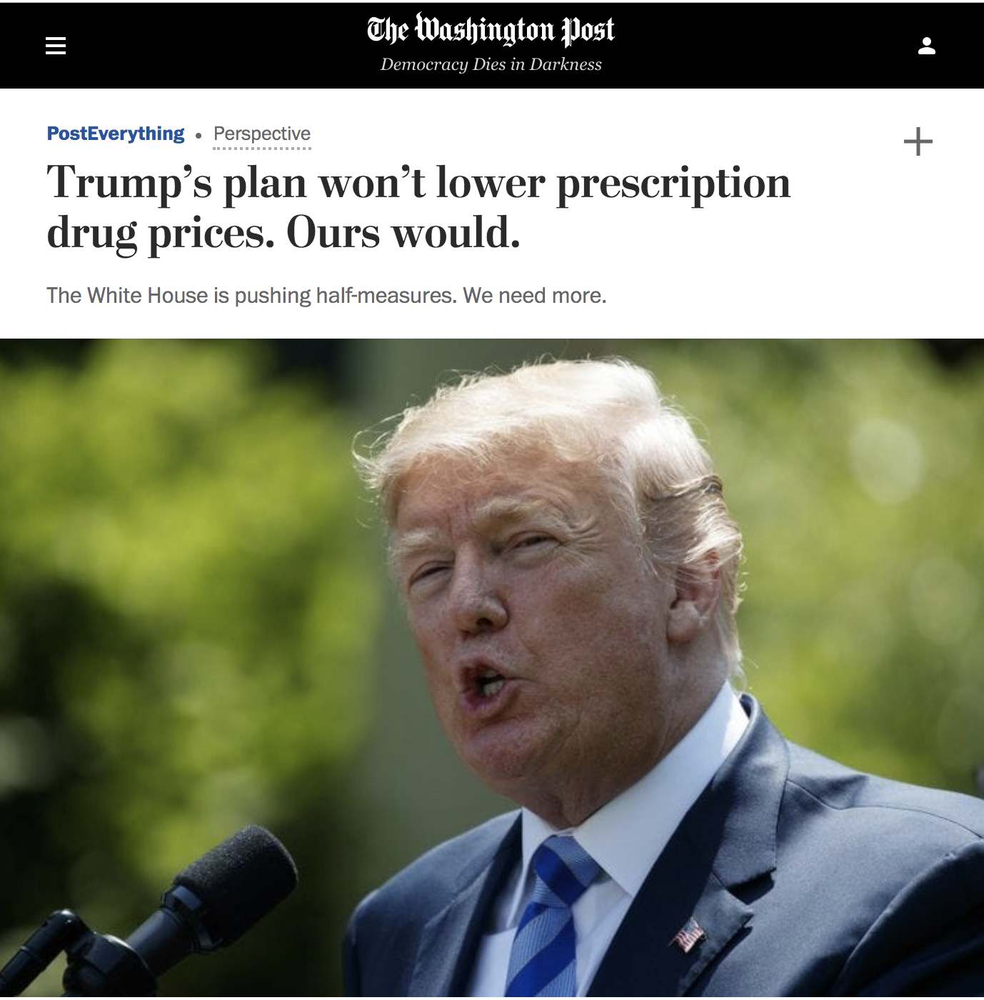 The Washington Post
Democracy Dies in Darkness
PostEverything • Perspective
Trump’s plan won’t lower prescription
drug prices. Ours would.
The White House is pushing half-measures. We need more.